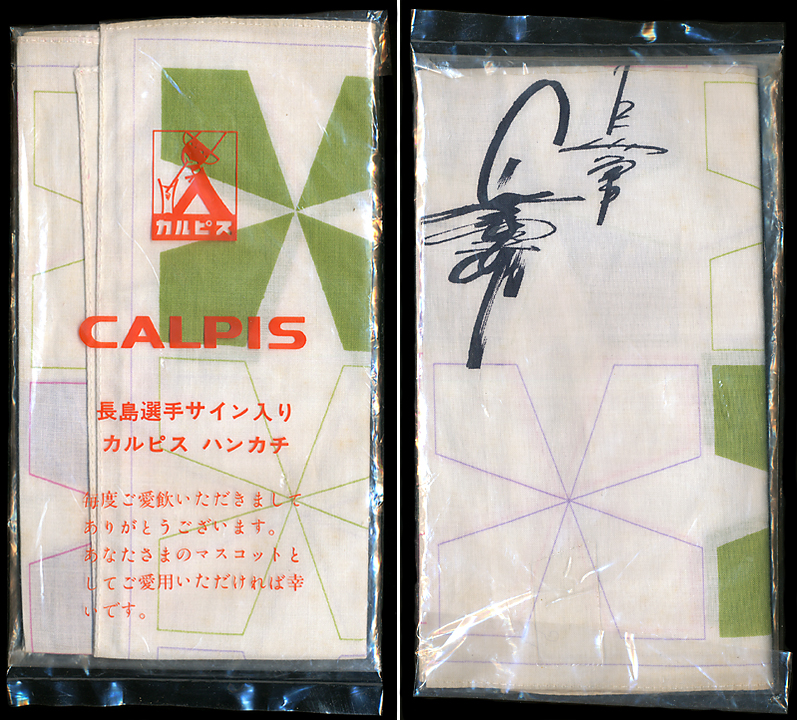 カルピス
CALPIS
長島選手サイン入り
カルピス ハンカチ
毎度ご愛飲いただきまして
ありがとうございます。
あなたさまのマスコットと
してご愛用いただければ幸
いです。